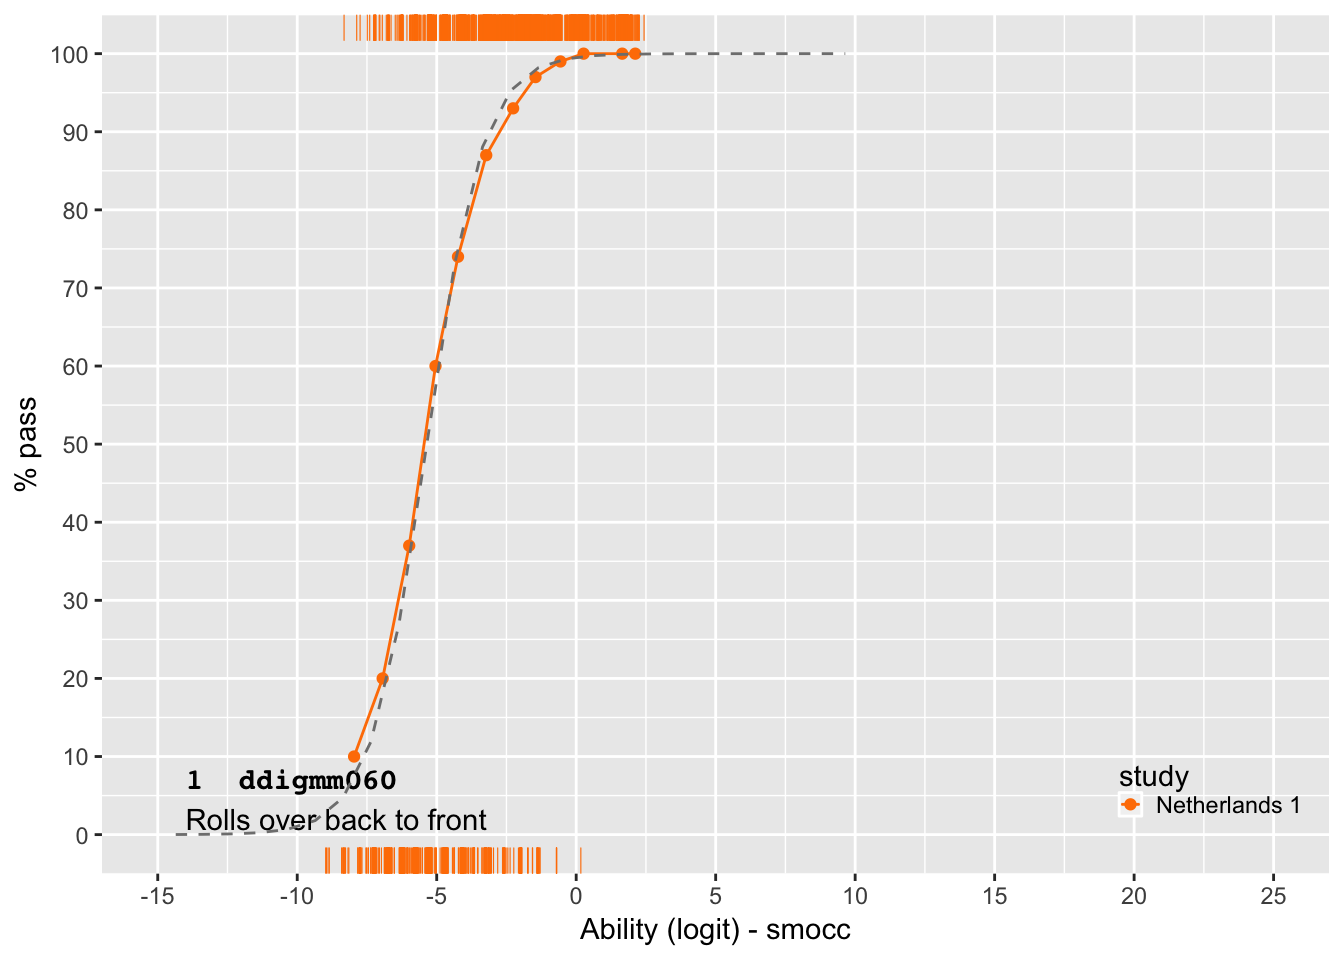 100
90
80
70
60
50
40
30
20
10
0
% pass
1 ddigmm060
Rolls over back to front
study
Netherlands 1
-15 -10 -5 0 5 10 15 20 25
Ability (logit) - smocc